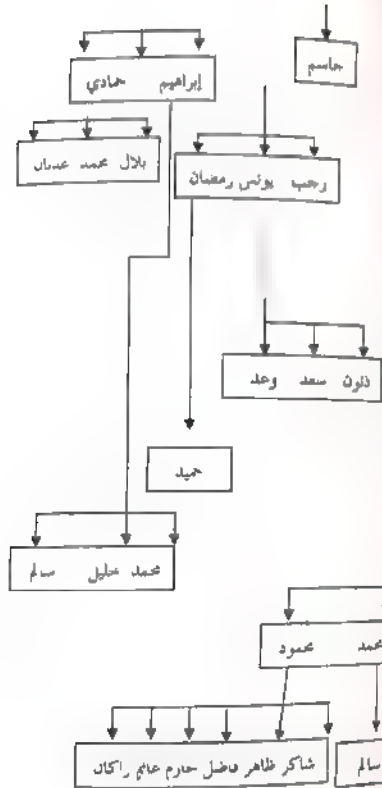 جاسم
إبراهيم حمادي
بلال محمد عدنان
رجب يونس رمضان
ذنون سعد وعد
حميد
محمد خليل سالم
محمد محمود
شاكر ظاهر فاضل حازم غانم راكان
سالم